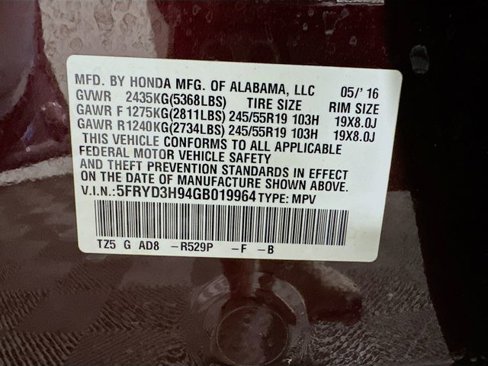 MFD. BY HONDA MFG. OF ALABAMA, LLC 05/'16
GVWR 2435KG(5368LBS) TIRE SIZE RIM SIZE
GAWR F 1275KG(2811LBS) 245/55R19 103H 19X8.0J
GAWR R1240KG(2734LBS) 245/55R19 103H 19X8.0J
THIS VEHICLE CONFORMS TO ALL APPLICABLE
FEDERAL MOTOR VEHICLE SAFETY
AND THEFT PREVENTION STANDARDS IN EFFECT
ON THE DATE OF MANUFACTURE SHOWN ABOVE.
V.I.N.:5FRYD3H94GB019964 TYPE: MPV
TZ5 G AD8 -R529P -F -B